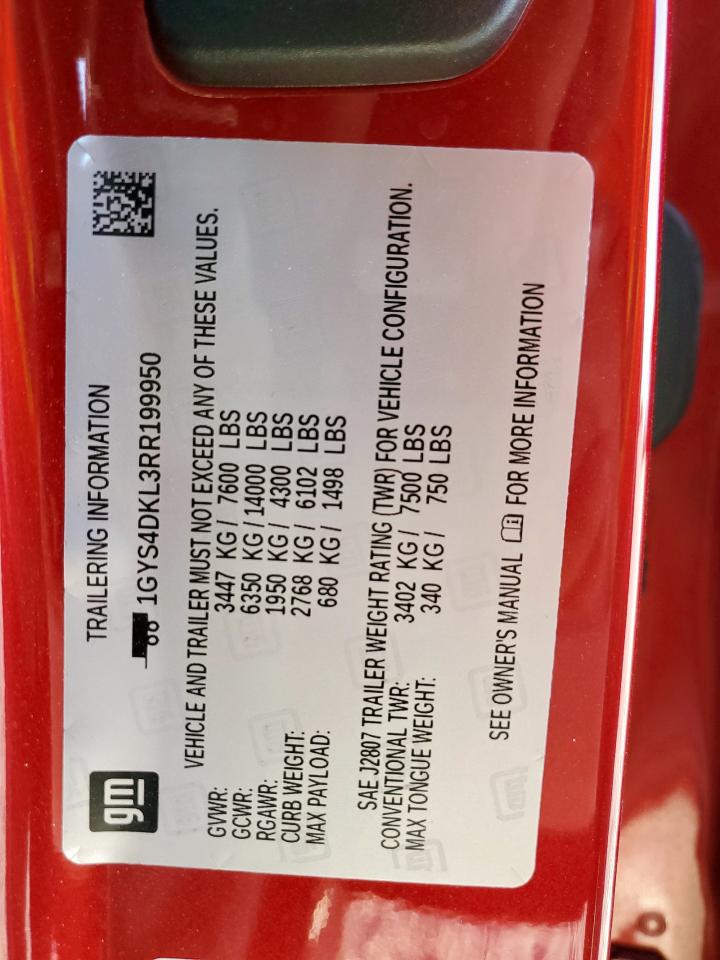 gm
TRAILERING INFORMATION
1GYS4DKL3RR199950
VEHICLE AND TRAILER MUST NOT EXCEED ANY OF THESE VALUES.
GVWR: 3447 KG / 7600 LBS
GCWR: 6350 KG / 14000 LBS
RGAWR: 1950 KG / 4300 LBS
CURB WEIGHT: 2768 KG / 6102 LBS
MAX PAYLOAD: 680 KG / 1498 LBS
SAE J2807 TRAILER WEIGHT RATING (TWR) FOR VEHICLE CONFIGURATION.
CONVENTIONAL TWR: 3402 KG / 7500 LBS
MAX TONGUE WEIGHT: 340 KG / 750 LBS
SEE OWNER'S MANUAL FOR MORE INFORMATION